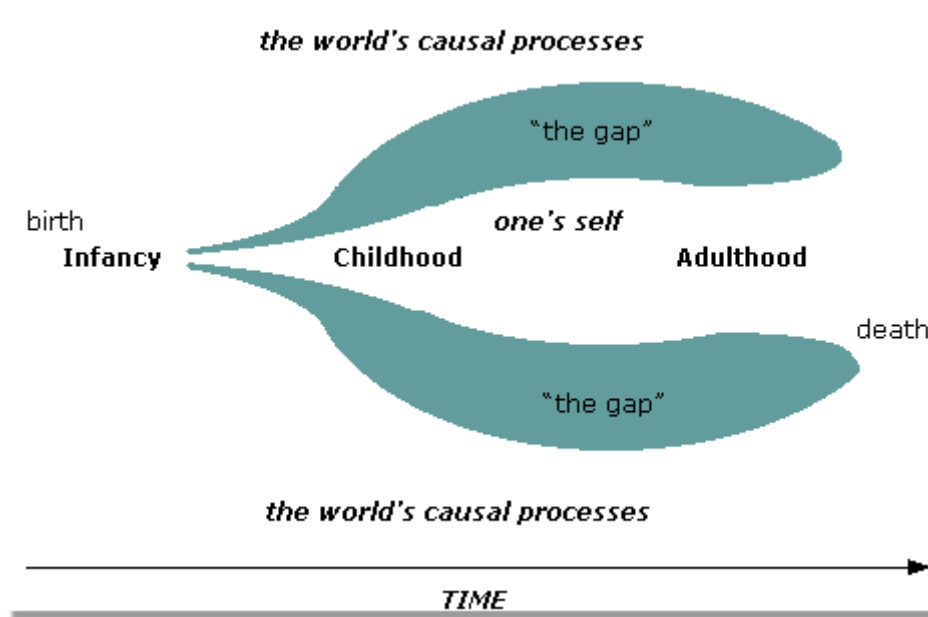 the world's causal processes
“the gap”
birth
one's self
Infancy
Childhood
Adulthood
death
“the gap”
the world's causal processes
TIME